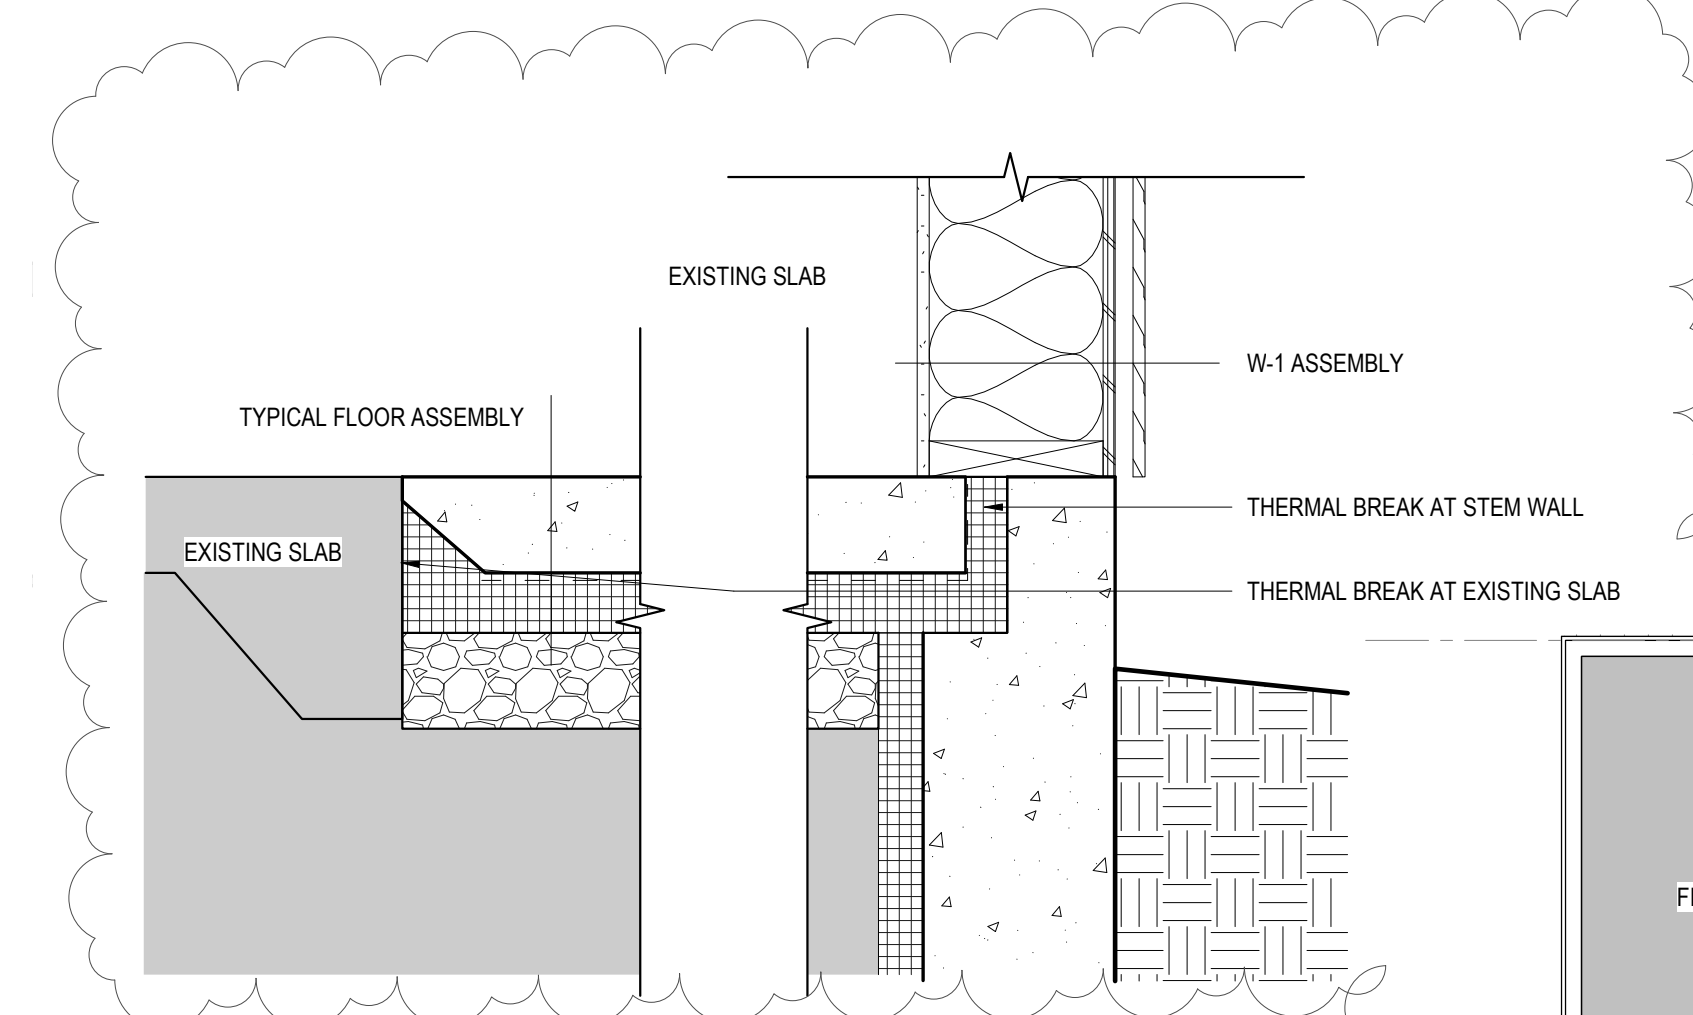 EXISTING SLAB
W-1 ASSEMBLY
TYPICAL FLOOR ASSEMBLY
THERMAL BREAK AT STEM WALL
EXISTING SLAB
THERMAL BREAK AT EXISTING SLAB